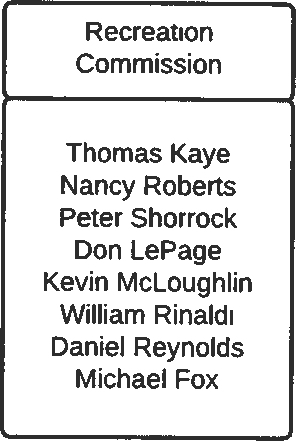 Recreation
Commission
Thomas Kaye
Nancy Roberts
Peter Shorrock
Don LePage
Kevin McLoughlin
William Rinaldi
Daniel Reynolds
Michael Fox